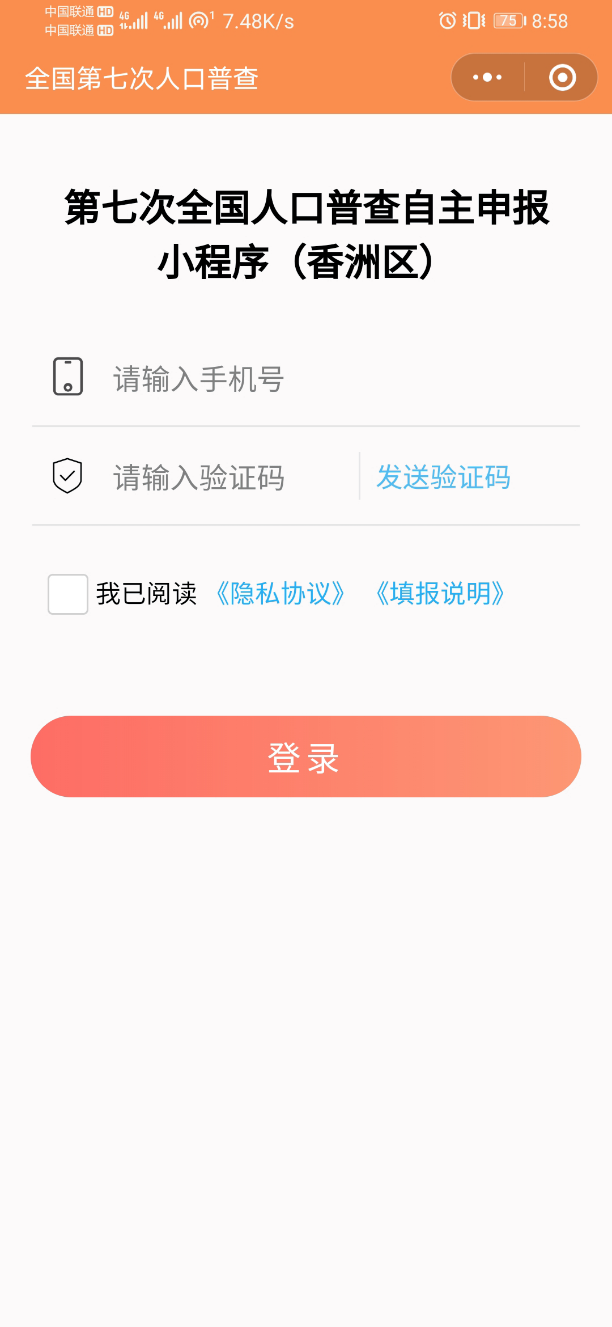 中国联通 HD 4G 4G 1 7.48K/s 75 8:58
中国联通 HD
全国第七次人口普查
第七次全国人口普查自主申报
小程序（香洲区）
请输入手机号
请输入验证码 发送验证码
我已阅读 《隐私协议》 《填报说明》
登录